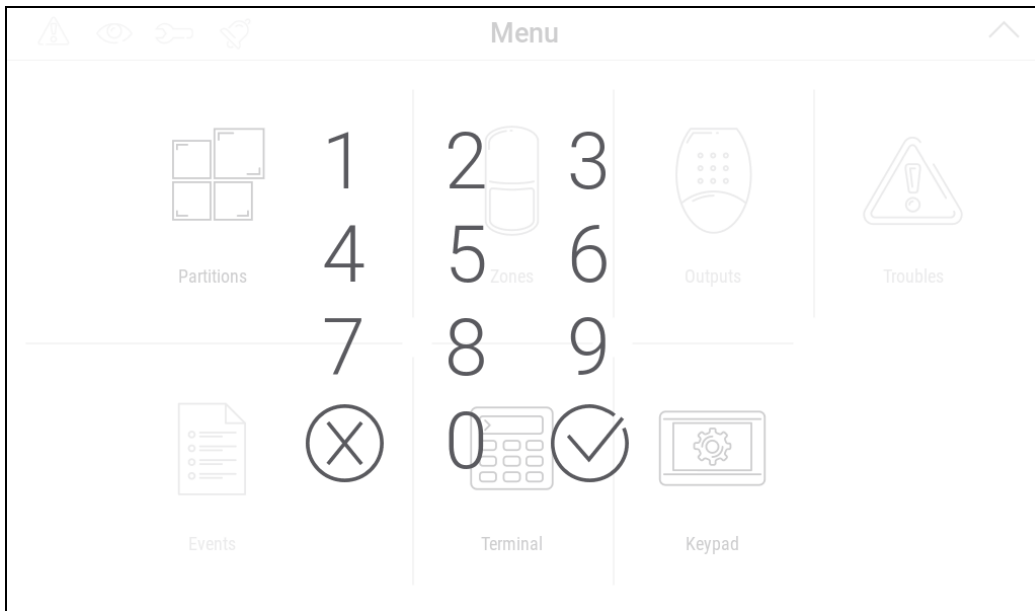 Menu
1 2 3
Partitions 4 5 Zones 6 Outputs Troubles
7 8 9
0
Events Terminal Keypad